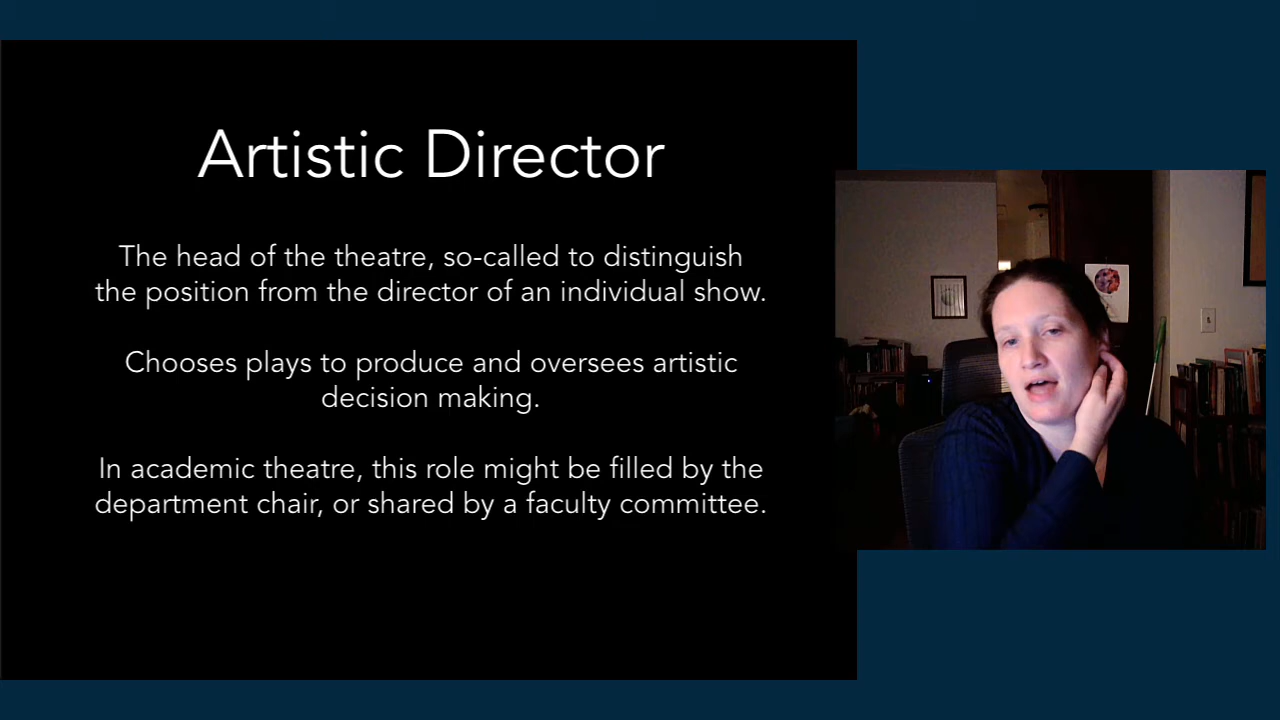 Artistic Director
The head of the theatre, so-called to distinguish
the position from the director of an individual show.
Chooses plays to produce and oversees artistic
decision making.
In academic theatre, this role might be filled by the
department chair, or shared by a faculty committee.